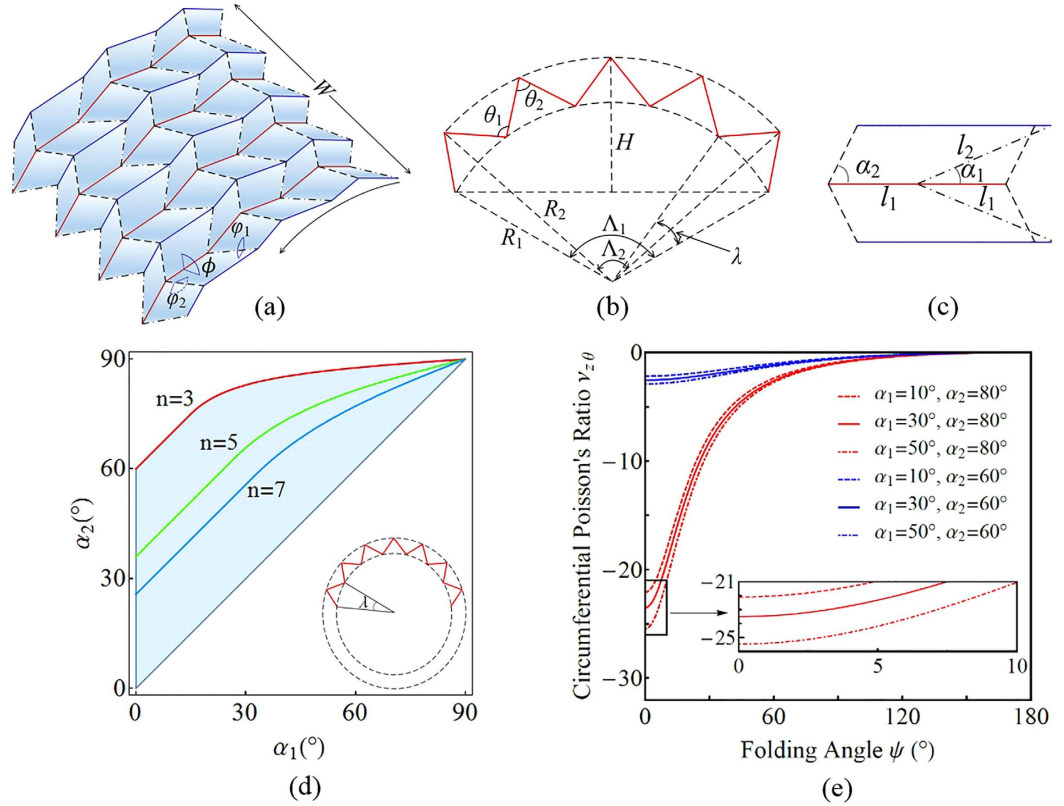 W
φ₁
ϕ
φ₂
(a)
θ₁
θ₂
H
R₂
R₁
Λ₁
Λ₂
λ
(b)
α₂
l₂
α₁
l₁
l₁
(c)
90
60
30
0
α₂(°)
n=3
n=5
n=7
λ
0
30
60
90
α₁(°)
(d)
0
−10
−20
−30
Circumferential Poisson's Ratio ν_zθ
α₁=10°, α₂=80°
α₁=30°, α₂=80°
α₁=50°, α₂=80°
α₁=10°, α₂=60°
α₁=30°, α₂=60°
α₁=50°, α₂=60°
−21
−25
0
5
10
0
60
120
180
Folding Angle ψ (°)
(e)